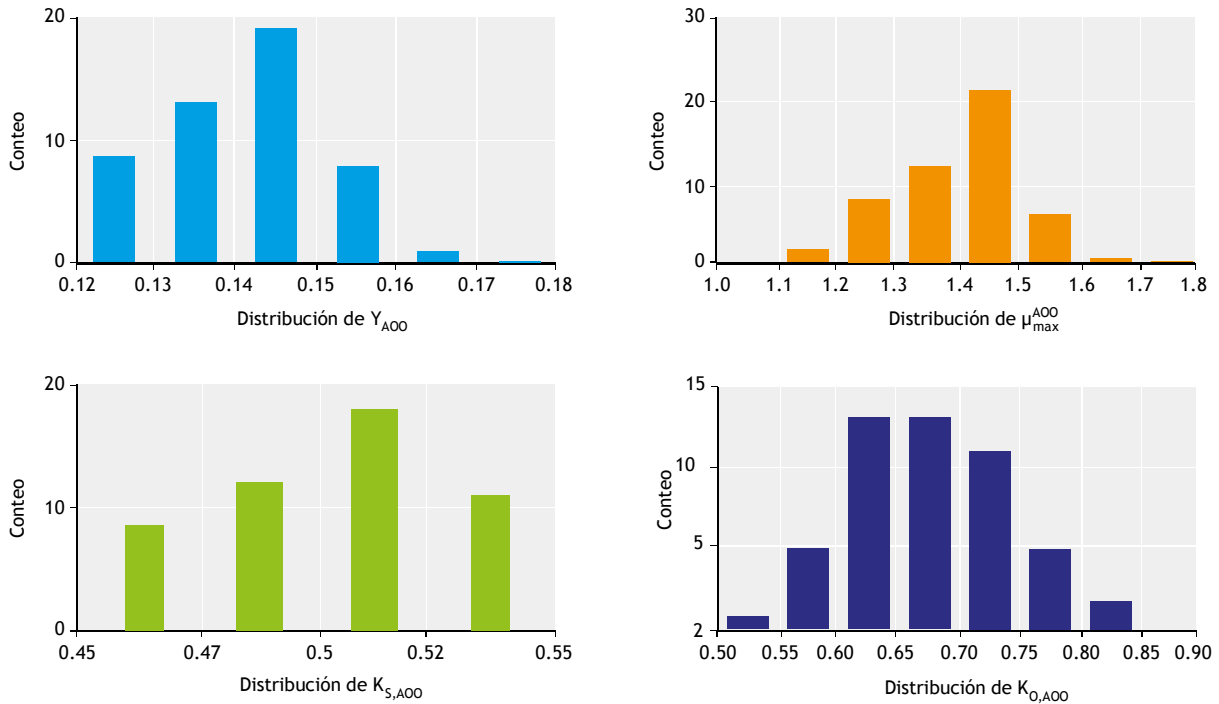 20
10
0
Conteo
0.12 0.13 0.14 0.15 0.16 0.17 0.18
Distribución de Y_AOO
30
20
10
0
Conteo
1.0 1.1 1.2 1.3 1.4 1.5 1.6 1.7 1.8
Distribución de µ_max^AOO
20
10
0
Conteo
0.45 0.47 0.5 0.52 0.55
Distribución de K_S,AOO
15
10
5
2
Conteo
0.50 0.55 0.60 0.65 0.70 0.75 0.80 0.85 0.90
Distribución de K_O,AOO